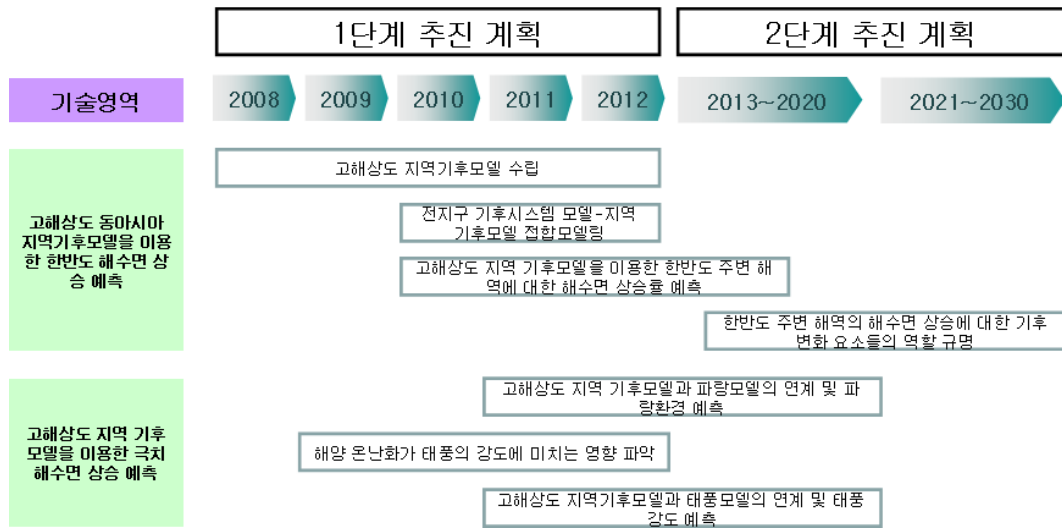 1단계 추진 계획
2단계 추진 계획
기술영역
2008
2009
2010
2011
2012
2013~2020
2021~2030
고해상도 동아시아
지역기후모델을 이용
한 한반도 해수면 상
승 예측
고해상도 지역기후모델 수립
전지구 기후시스템 모델-지역
기후모델 접합모델링
고해상도 지역 기후모델을 이용한 한반도 주변 해
역에 대한 해수면 상승률 예측
한반도 주변 해역의 해수면 상승에 대한 기후
변화 요소들의 역할 규명
고해상도 지역 기후
모델을 이용한 극치
해수면 상승 예측
고해상도 지역 기후모델과 파랑모델의 연계 및 파
랑환경 예측
해양 온난화가 태풍의 강도에 미치는 영향 파악
고해상도 지역기후모델과 태풍모델의 연계 및 태풍
강도 예측